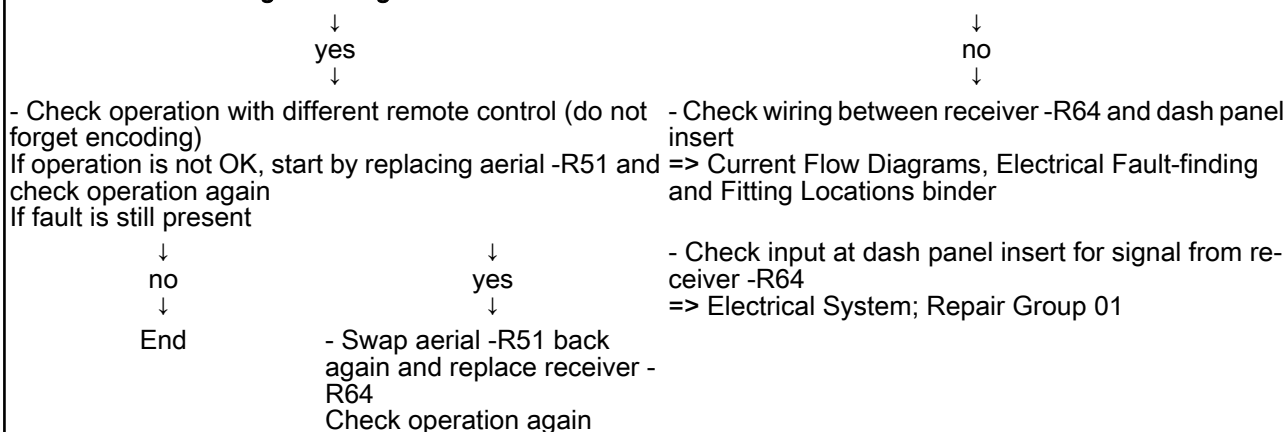 ↓ ↓
yes no
↓ ↓
- Check operation with different remote control (do not
forget encoding)
If operation is not OK, start by replacing aerial -R51 and
check operation again
If fault is still present
- Check wiring between receiver -R64 and dash panel
insert
=> Current Flow Diagrams, Electrical Fault-finding
and Fitting Locations binder
↓ ↓
no yes
↓ ↓
End
- Swap aerial -R51 back
again and replace receiver -
R64
Check operation again
- Check input at dash panel insert for signal from re-
ceiver -R64
=> Electrical System; Repair Group 01